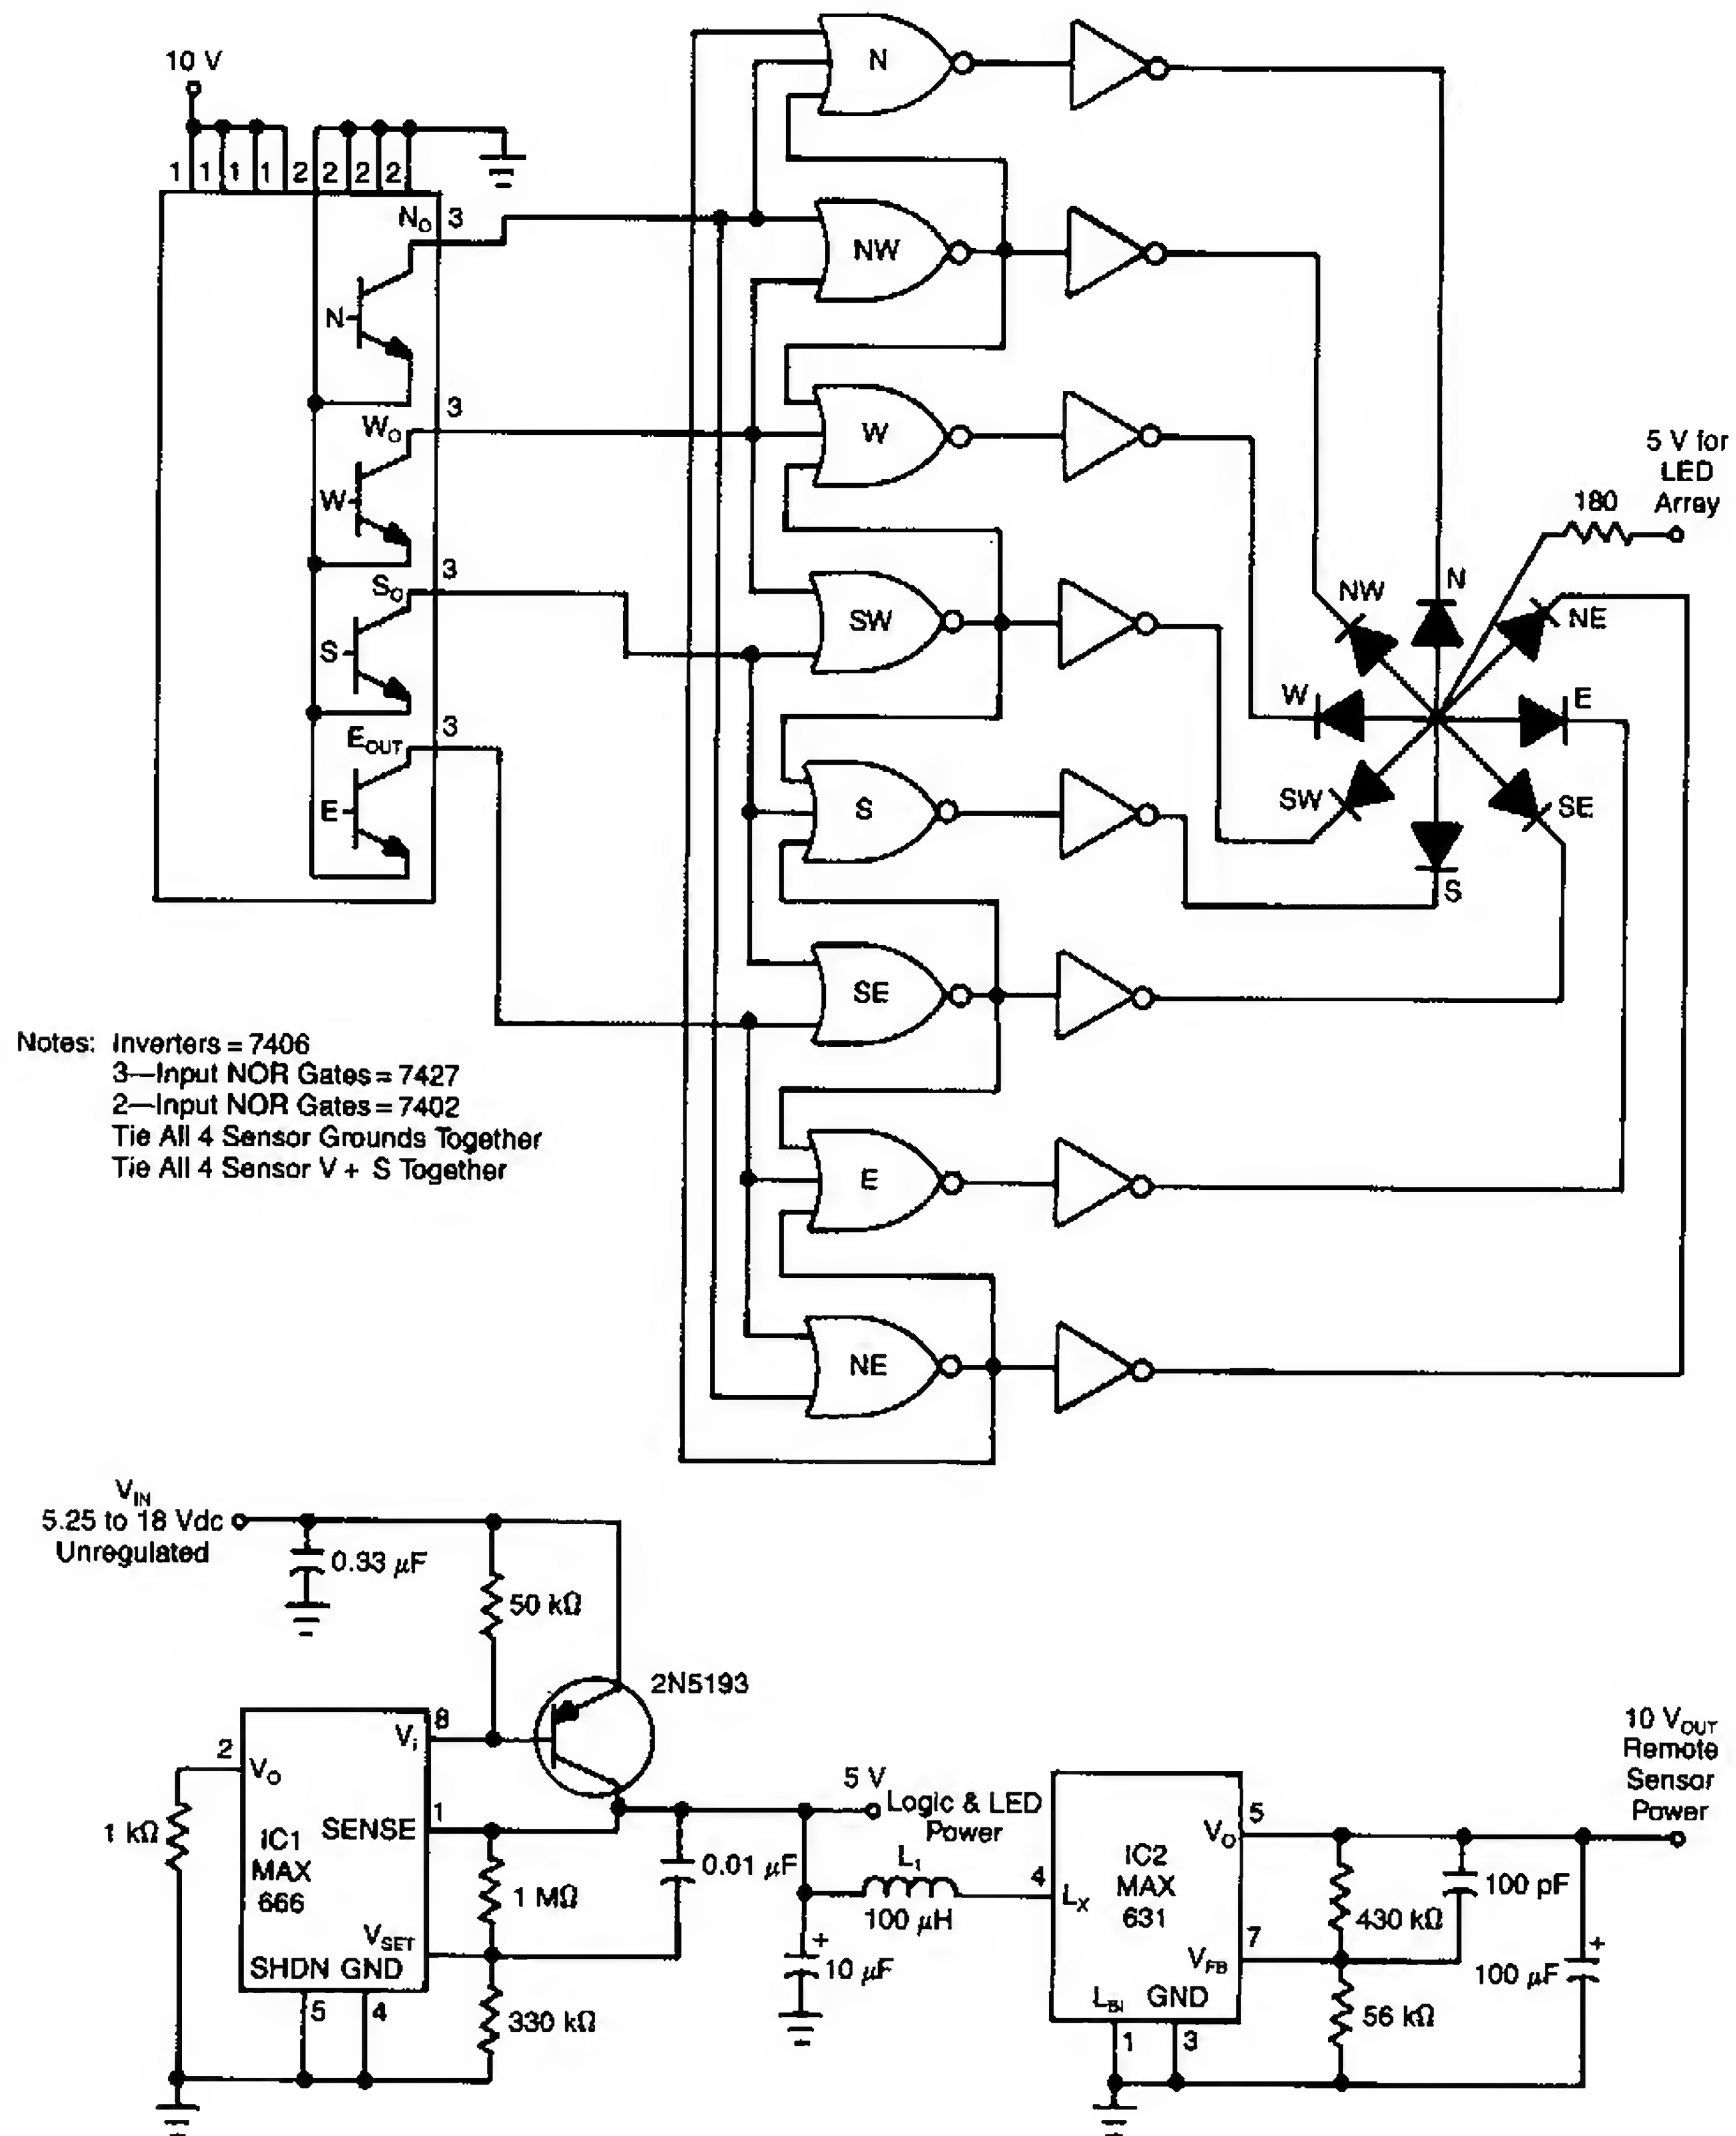 10 V
1 1 1 1 2 2 2 2
N_O 3
N
3
W_O
W
3
S_O
S
3
E_OUT
E
N
NW
W
SW
S
SE
E
NE
5 V for
LED
Array
180
NW
N
NE
W
E
SW
SE
S
Notes: Inverters = 7406
3—Input NOR Gates = 7427
2—Input NOR Gates = 7402
Tie All 4 Sensor Grounds Together
Tie All 4 Sensor V + S Together
V_IN
5.25 to 18 Vdc
Unregulated
0.33 µF
50 kΩ
2N5193
8
V_i
2
V_O
1
SENSE
1 kΩ
IC1
MAX
666
V_SET
SHDN GND
5
4
1 MΩ
330 kΩ
0.01 µF
5 V
Logic & LED
Power
L_1
100 µH
+
10 µF
4
L_X
IC2
MAX
631
V_O
5
V_FB
7
L_BI GND
1
3
430 kΩ
56 kΩ
100 pF
+
100 µF
10 V_OUT
Remote
Sensor
Power